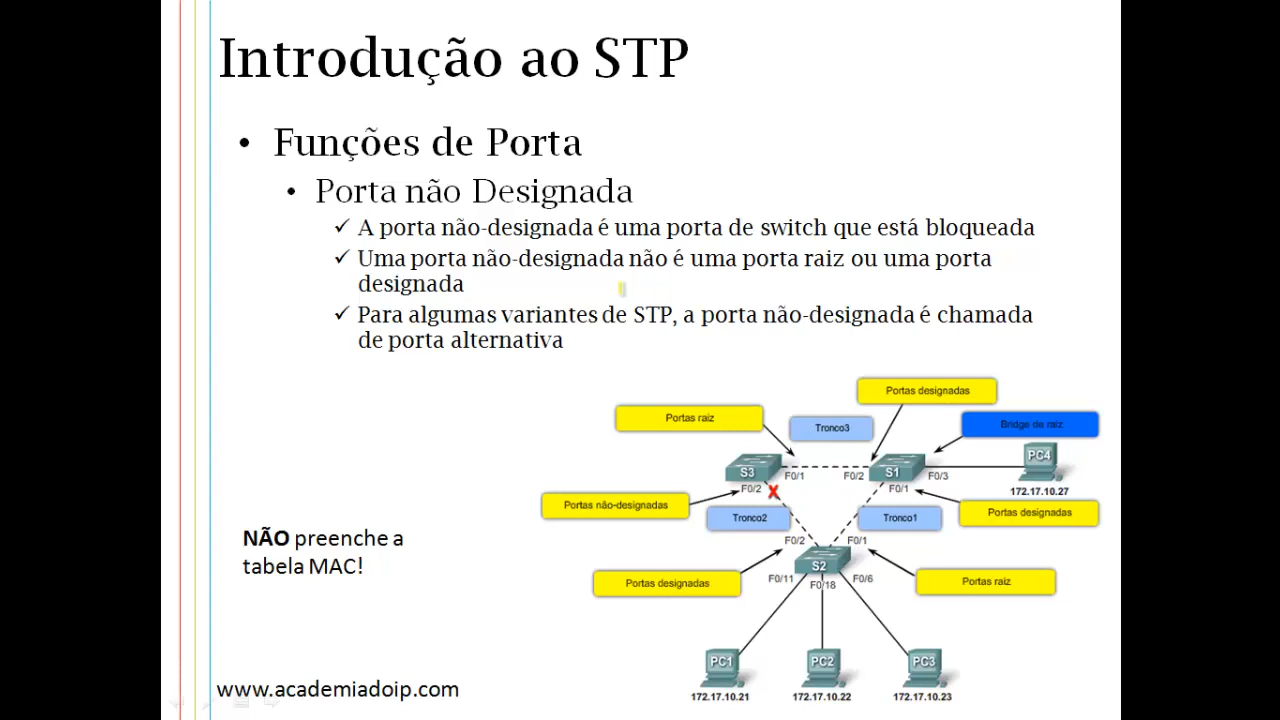 Introdução ao STP
• Funções de Porta
• Porta não Designada
✓ A porta não-designada é uma porta de switch que está bloqueada
✓ Uma porta não-designada não é uma porta raiz ou uma porta
designada
✓ Para algumas variantes de STP, a porta não-designada é chamada
de porta alternativa
Portas designadas
Portas raiz
Tronco3
Bridge de raiz
S3
F0/1
F0/2
S1
F0/3
PC4
172.17.10.27
F0/2
F0/1
Portas não-designadas
Tronco2
Tronco1
Portas designadas
NÃO preenche a
tabela MAC!
F0/2
F0/1
S2
F0/11
F0/18
F0/6
Portas designadas
Portas raiz
PC1
PC2
PC3
172.17.10.21
172.17.10.22
172.17.10.23
www.academiadoip.com